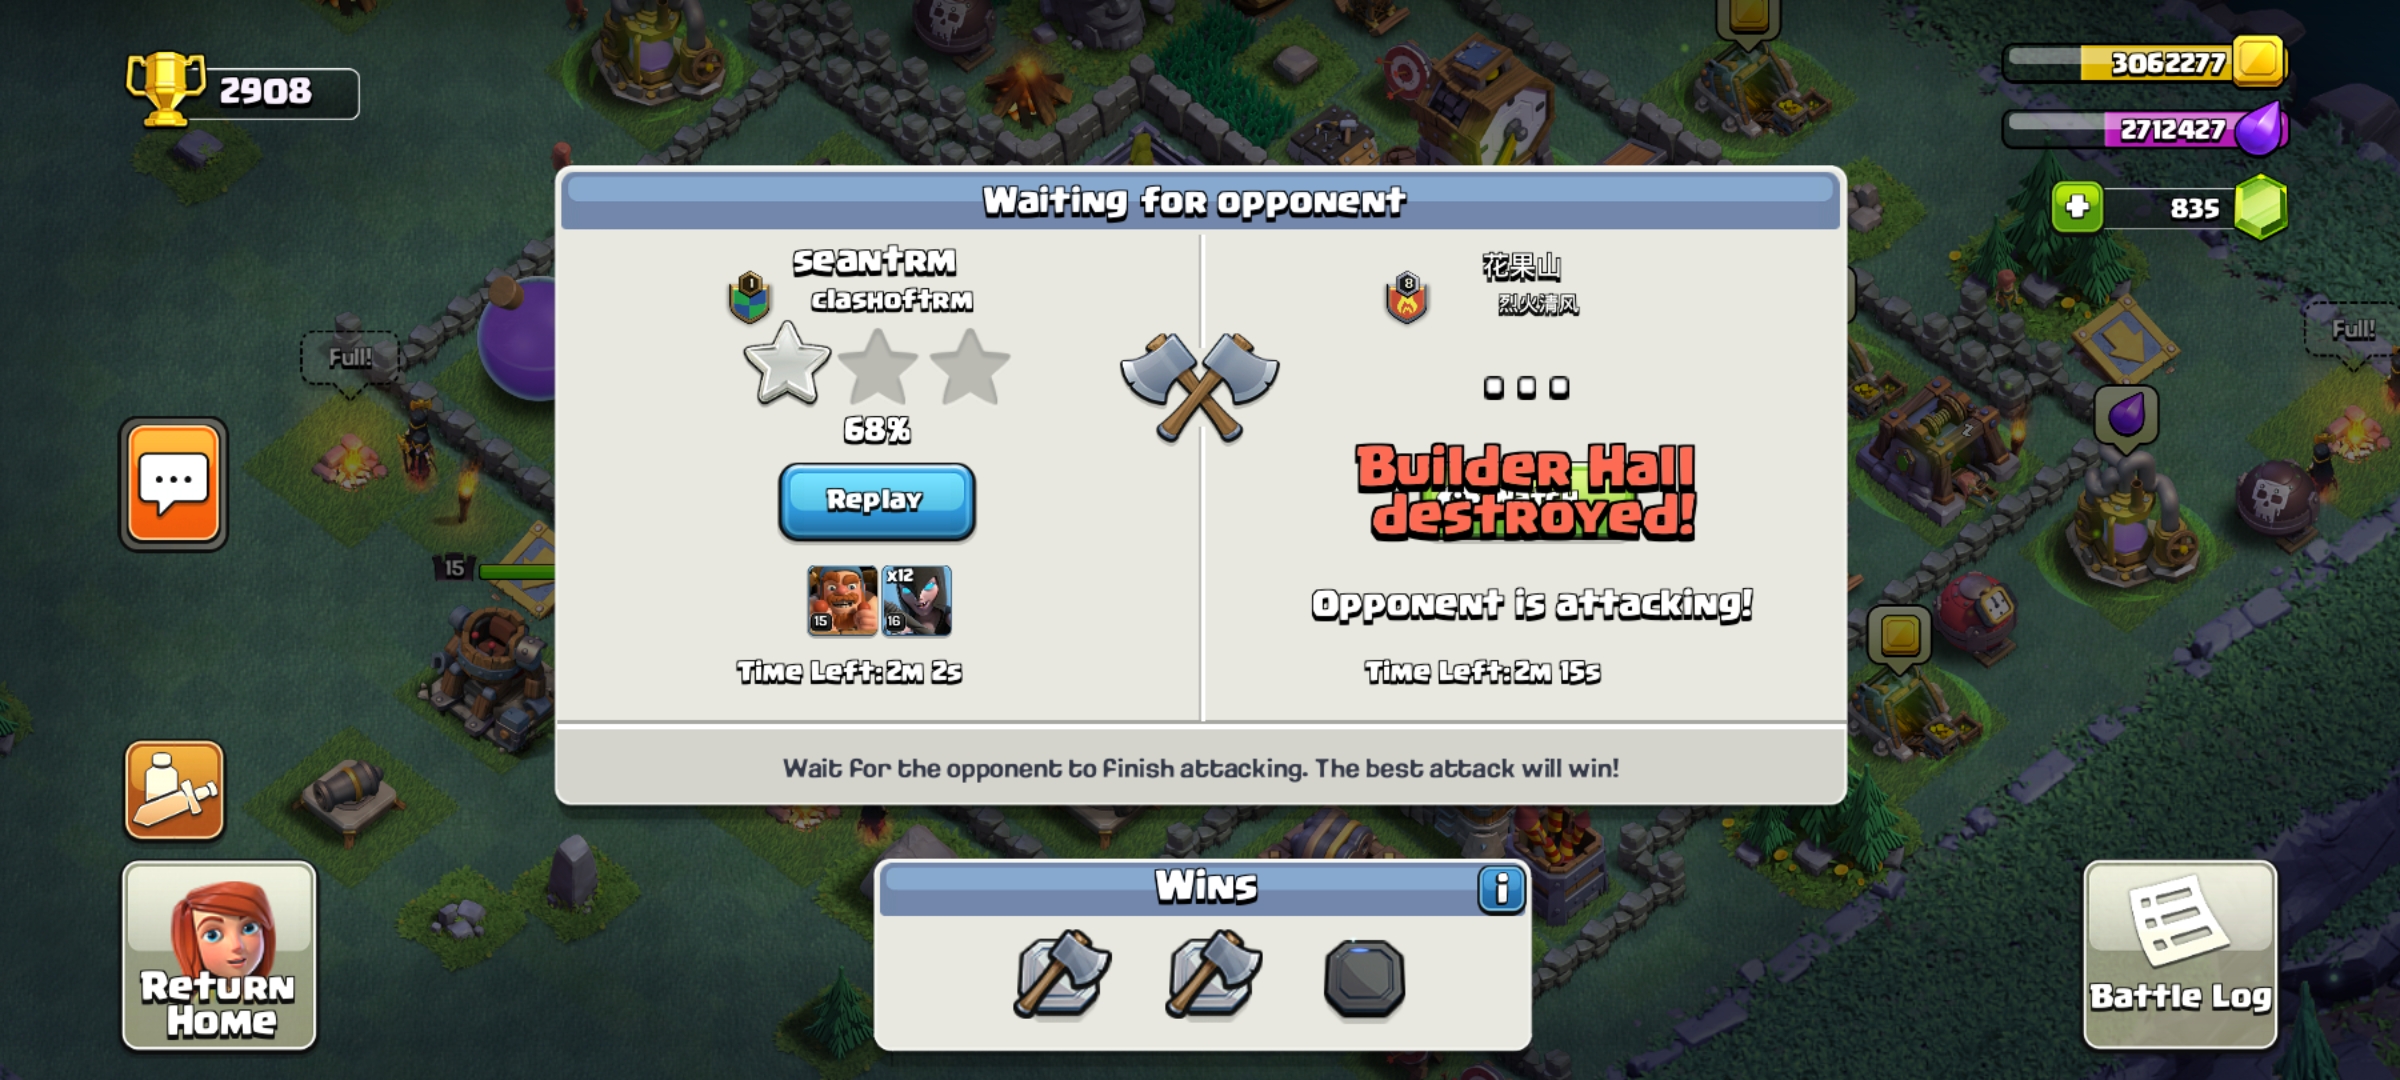 2908
3062277
2712427
835
Waiting for opponent
seantrm
1
clashoftrm
花果山
8
烈火清风
68%
Full!
Full!
Replay
Builder Hall
destroyed!
15
x12
15
16
Opponent is attacking!
Time Left:2m 2s
Time Left:2m 15s
Wait for the opponent to finish attacking. The best attack will win!
Wins
i
Return
Home
Battle Log